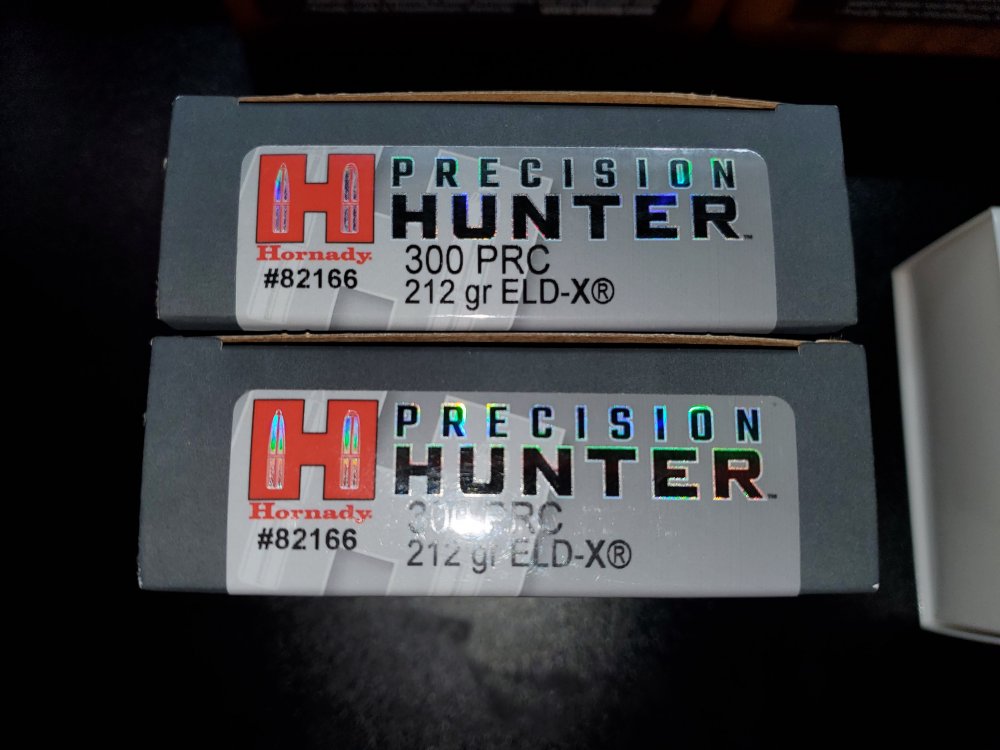 PRECISION
HUNTER™
Hornady
300 PRC
#82166
212 gr ELD-X®
PRECISION
HUNTER™
Hornady
300 PRC
#82166
212 gr ELD-X®